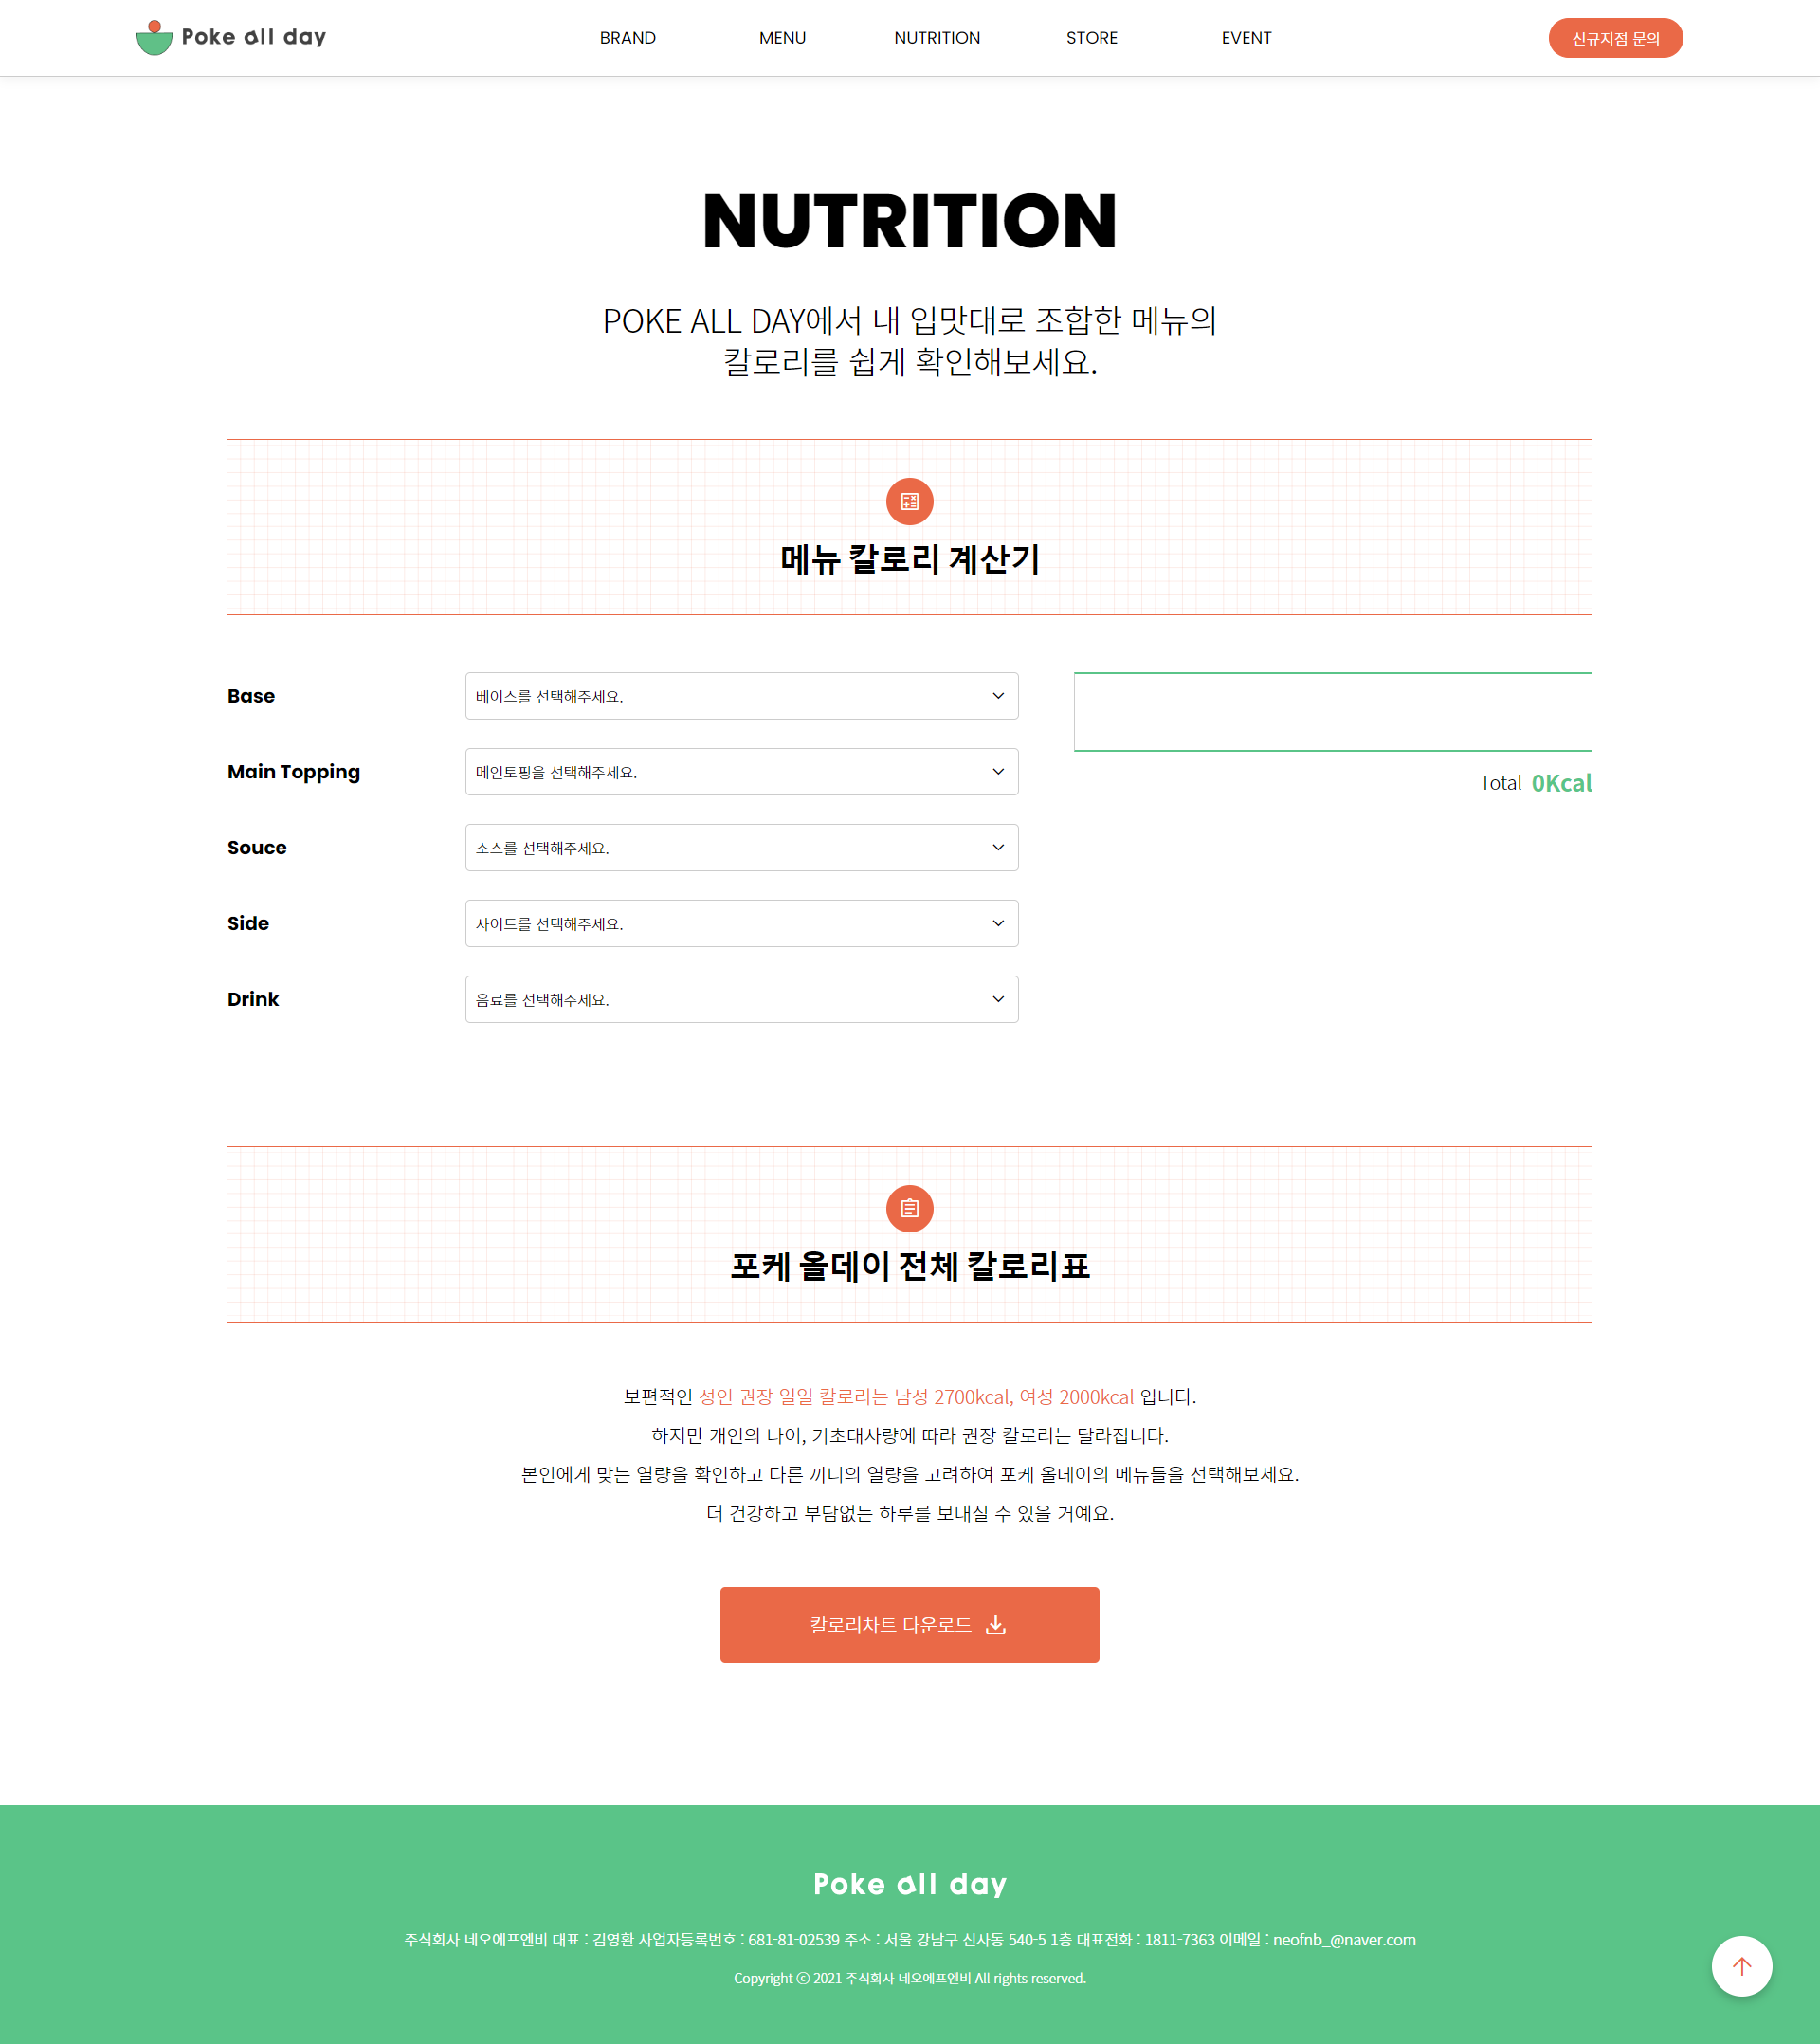 Poke all day
BRAND
MENU
NUTRITION
STORE
EVENT
신규지점 문의
NUTRITION
POKE ALL DAY에서 내 입맛대로 조합한 메뉴의
칼로리를 쉽게 확인해보세요.
메뉴 칼로리 계산기
Base
베이스를 선택해주세요.
Main Topping
메인토핑을 선택해주세요.
Souce
소스를 선택해주세요.
Side
사이드를 선택해주세요.
Drink
음료를 선택해주세요.
Total 0Kcal
포케 올데이 전체 칼로리표
보편적인 성인 권장 일일 칼로리는 남성 2700kcal, 여성 2000kcal 입니다.
하지만 개인의 나이, 기초대사량에 따라 권장 칼로리는 달라집니다.
본인에게 맞는 열량을 확인하고 다른 끼니의 열량을 고려하여 포케 올데이의 메뉴들을 선택해보세요.
더 건강하고 부담없는 하루를 보내실 수 있을 거예요.
칼로리차트 다운로드
Poke all day
주식회사 네오에프엔비 대표 : 김영환 사업자등록번호 : 681-81-02539 주소 : 서울 강남구 신사동 540-5 1층 대표전화 : 1811-7363 이메일 : neofnb_@naver.com
Copyright ⓒ 2021 주식회사 네오에프엔비 All rights reserved.